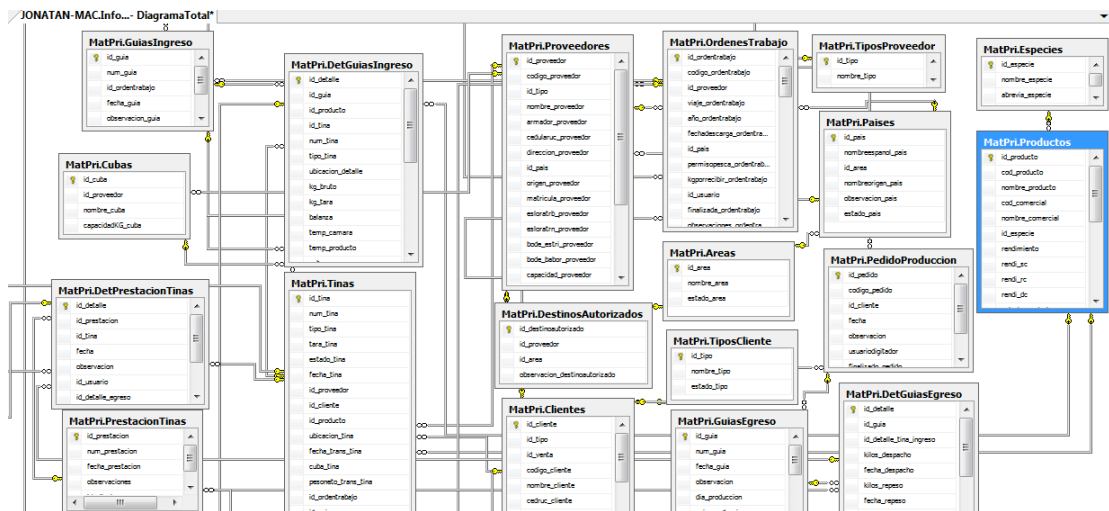 JONATAN-MAC.Info...- DiagramaTotal*
MatPri.GuiasIngreso
id_guia
num_guia
id_ordentrabajo
fecha_guia
observacion_guia
MatPri.DetGuiasIngreso
id_detalle
id_guia
id_producto
id_tina
num_tina
tipo_tina
ubicacion_detalle
kg_bruto
kg_tara
balanza
temp_camara
temp_producto
MatPri.Proveedores
id_proveedor
codigo_proveedor
id_tipo
nombre_proveedor
armador_proveedor
cedularuc_proveedor
direccion_proveedor
id_pais
origen_proveedor
matricula_proveedor
esloratrb_proveedor
esloratrn_proveedor
bode_estri_proveedor
bode_babor_proveedor
capacidad_proveedor
MatPri.OrdenesTrabajo
id_ordentrabajo
codigo_ordentrabajo
id_proveedor
viaje_ordentrabajo
año_ordentrabajo
fechadescarga_ordentra...
id_pais
permisopesca_ordentrab...
kgporrecibir_ordentrabajo
id_usuario
finalizada_ordentrabajo
observaciones_ordentra...
MatPri.TiposProveedor
id_tipo
nombre_tipo
MatPri.Especies
id_especie
nombre_especie
abrevia_especie
MatPri.Paises
id_pais
nombreespanol_pais
id_area
nombreorigen_pais
observacion_pais
estado_pais
MatPri.Productos
id_producto
cod_producto
nombre_producto
cod_comercial
nombre_comercial
id_especie
rendimiento
rendi_sc
rendi_rc
rendi_dc
MatPri.Cubas
id_cuba
id_proveedor
nombre_cuba
capacidadKG_cuba
MatPri.Areas
id_area
nombre_area
estado_area
MatPri.PedidoProduccion
id_pedido
codigo_pedido
id_cliente
fecha
observacion
usuariodigitador
finalizado_pedido
MatPri.DetPrestacionTinas
id_detalle
id_prestacion
id_tina
fecha
observacion
id_usuario
id_detalle_egreso
MatPri.Tinas
id_tina
num_tina
tipo_tina
tara_tina
estado_tina
fecha_tina
id_proveedor
id_cliente
id_producto
ubicacion_tina
fecha_trans_tina
cuba_tina
pesoneto_trans_tina
id_ordentrabajo
MatPri.DestinosAutorizados
id_destinoautorizado
id_proveedor
id_area
observacion_destinoautorizado
MatPri.TiposCliente
id_tipo
nombre_tipo
estado_tipo
MatPri.PrestacionTinas
id_prestacion
num_prestacion
fecha_prestacion
observaciones
MatPri.Clientes
id_cliente
id_tipo
id_venta
codigo_cliente
nombre_cliente
cedruc_cliente
MatPri.GuiasEgreso
id_guia
num_guia
fecha_guia
observacion
dia_produccion
MatPri.DetGuiasEgreso
id_detalle
id_guia
id_detalle_tina_ingreso
kilos_despacho
fecha_despacho
kilos_repeso
fecha_repeso